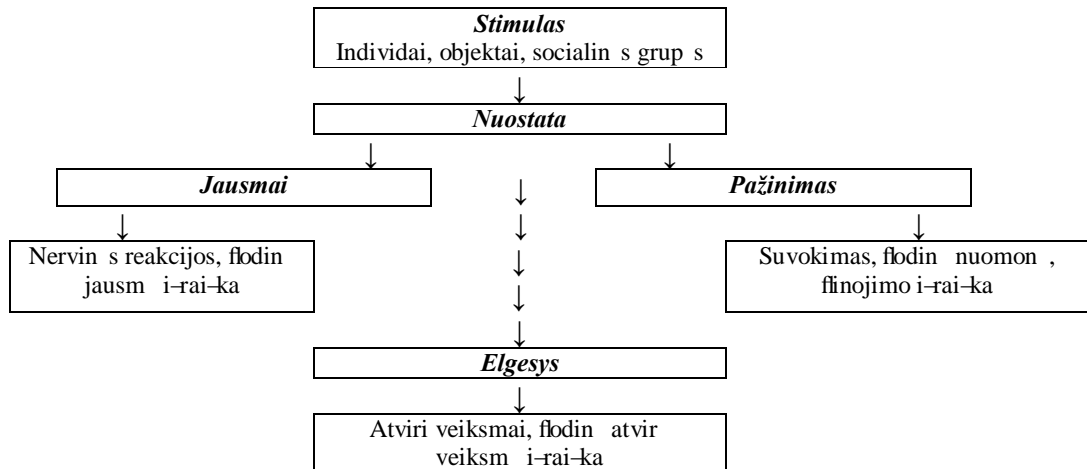 Stimulas
Individai, objektai, socialin s grup s
Nuostata
Jausmai
Pažinimas
Nervin s reakcijos, flodin
jausm i–rai–ka
Suvokimas, flodin nuomon ,
flinojimo i–rai–ka
Elgesys
Atviri veiksmai, flodin atvir
veiksm i–rai–ka